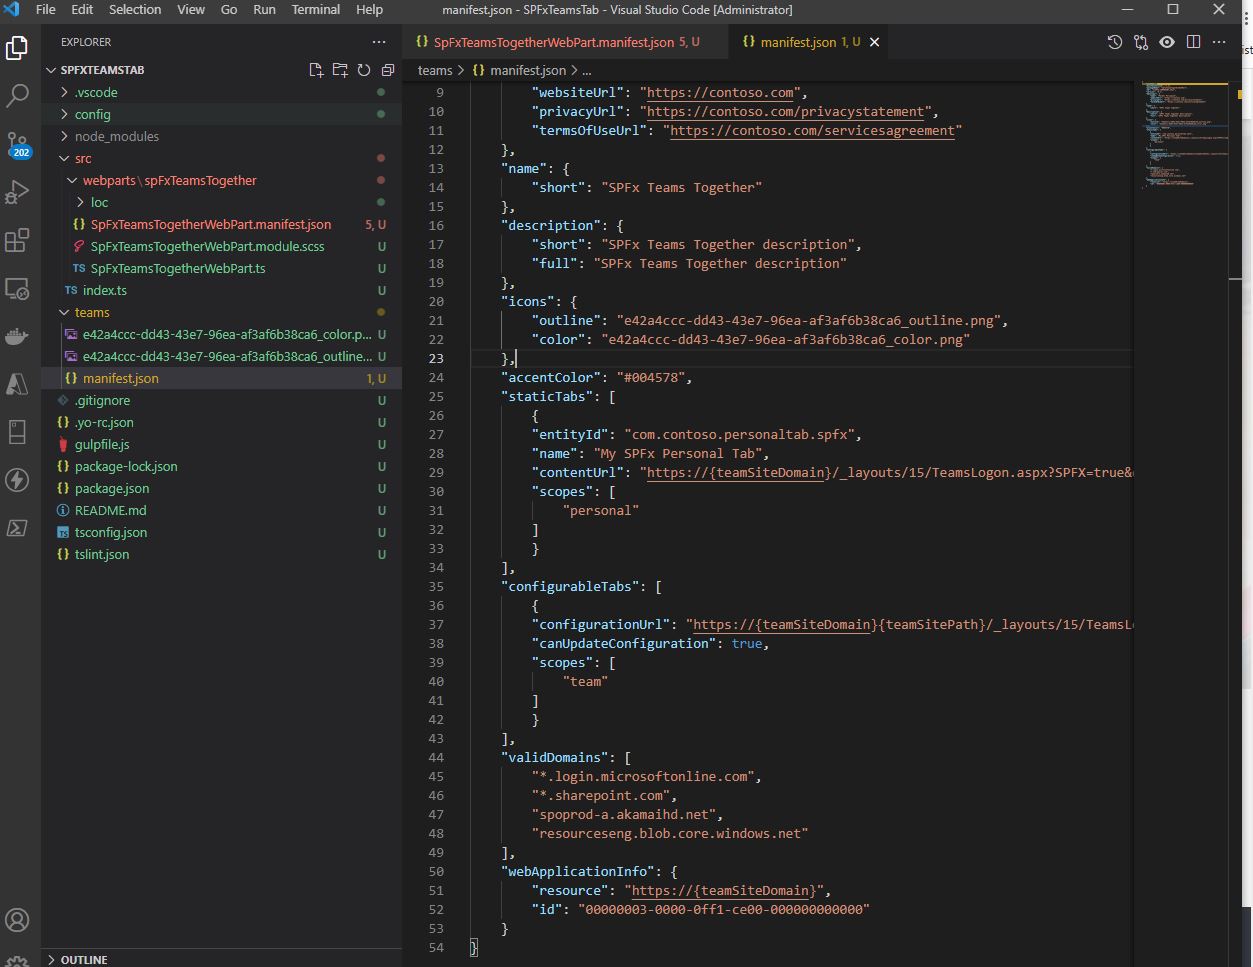 File Edit Selection View Go Run Terminal Help manifest.json - SPFxTeamsTab - Visual Studio Code [Administrator]
EXPLORER
SPFXTEAMSTAB
.vscode
config
node_modules
src
webparts\spFxTeamsTogether
loc
{} SpFxTeamsTogetherWebPart.manifest.json 5, U
SpFxTeamsTogetherWebPart.module.scss U
TS SpFxTeamsTogetherWebPart.ts U
TS index.ts U
teams
e42a4ccc-dd43-43e7-96ea-af3af6b38ca6_color.p... U
e42a4ccc-dd43-43e7-96ea-af3af6b38ca6_outline... U
{} manifest.json 1, U
.gitignore U
{} .yo-rc.json U
gulpfile.js U
{} package-lock.json U
{} package.json U
README.md U
TS tsconfig.json U
{} tslint.json U
OUTLINE
202
{} SpFxTeamsTogetherWebPart.manifest.json 5, U
{} manifest.json 1, U
teams > {} manifest.json > ...
9 "websiteUrl": "https://contoso.com",
10 "privacyUrl": "https://contoso.com/privacystatement",
11 "termsOfUseUrl": "https://contoso.com/servicesagreement"
12 },
13 "name": {
14 "short": "SPFx Teams Together"
15 },
16 "description": {
17 "short": "SPFx Teams Together description",
18 "full": "SPFx Teams Together description"
19 },
20 "icons": {
21 "outline": "e42a4ccc-dd43-43e7-96ea-af3af6b38ca6_outline.png",
22 "color": "e42a4ccc-dd43-43e7-96ea-af3af6b38ca6_color.png"
23 },
24 "accentColor": "#004578",
25 "staticTabs": [
26 {
27 "entityId": "com.contoso.personaltab.spfx",
28 "name": "My SPFx Personal Tab",
29 "contentUrl": "https://{teamSiteDomain}/_layouts/15/TeamsLogon.aspx?SPFX=true&
30 "scopes": [
31 "personal"
32 ]
33 }
34 ],
35 "configurableTabs": [
36 {
37 "configurationUrl": "https://{teamSiteDomain}{teamSitePath}/_layouts/15/TeamsLo
38 "canUpdateConfiguration": true,
39 "scopes": [
40 "team"
41 ]
42 }
43 ],
44 "validDomains": [
45 "*.login.microsoftonline.com",
46 "*.sharepoint.com",
47 "spoprod-a.akamaihd.net",
48 "resourceseng.blob.core.windows.net"
49 ],
50 "webApplicationInfo": {
51 "resource": "https://{teamSiteDomain}",
52 "id": "00000003-0000-0ff1-ce00-000000000000"
53 }
54 }